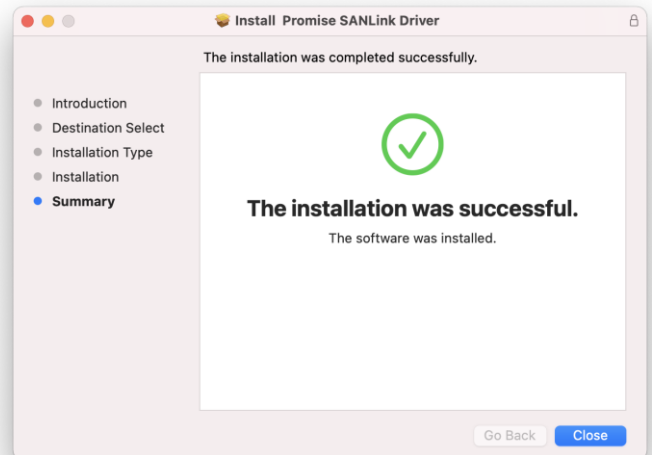 Install Promise SANLink Driver
The installation was completed successfully.
Introduction
Destination Select
Installation Type
Installation
Summary
The installation was successful.
The software was installed.
Go Back
Close